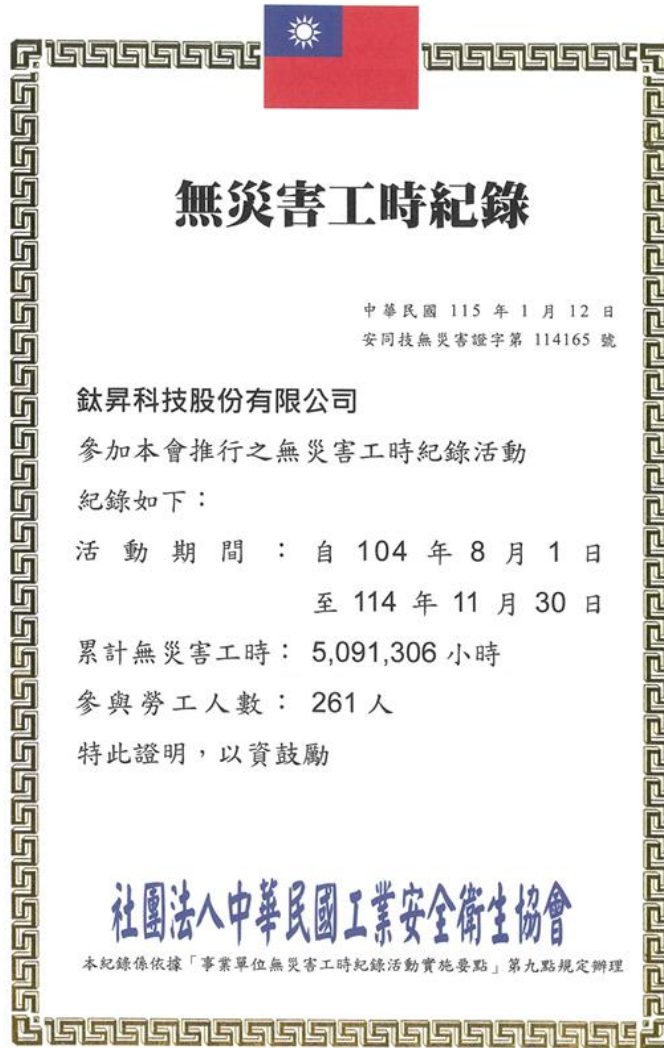 無災害工時紀錄
中華民國 115 年 1 月 12 日
安同技無災害證字第 114165 號
鈦昇科技股份有限公司
參加本會推行之無災害工時紀錄活動
紀錄如下：
活動期間：自 104 年 8 月 1 日
至 114 年 11 月 30 日
累計無災害工時： 5,091,306 小時
參與勞工人數： 261 人
特此證明，以資鼓勵
社團法人中華民國工業安全衛生協會
本紀錄係依據「事業單位無災害工時紀錄活動實施要點」第九點規定辦理